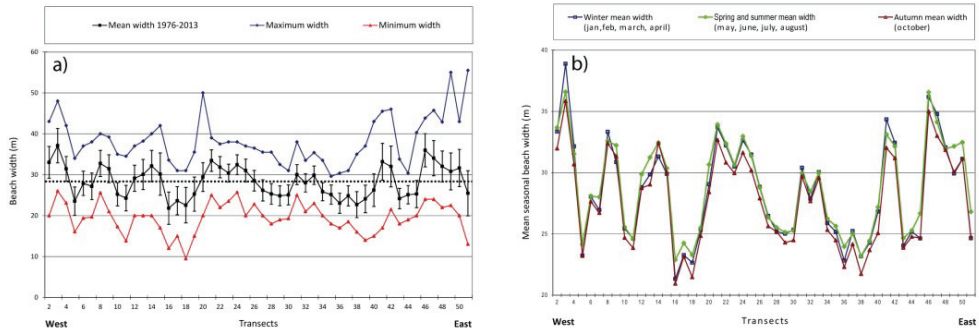 Mean width 1976-2013 Maximum width Minimum width
a)
Beach width (m)
60
50
40
30
20
10
0
2 4 6 8 10 11 12 14 15 16 18 20 22 24 26 28 30 31 32 34 35 36 38 40 42 44 46 48 50
West Transects East
Winter mean width Spring and summer mean width Autumn mean width
(jan,feb, march, april) (may, june, july, august) (october)
b)
Mean seasonal beach width (m)
40
35
30
25
20
2 4 6 8 10 12 14 16 18 20 22 24 26 28 30 31 32 34 36 38 40 42 44 46 48 50
West Transects East